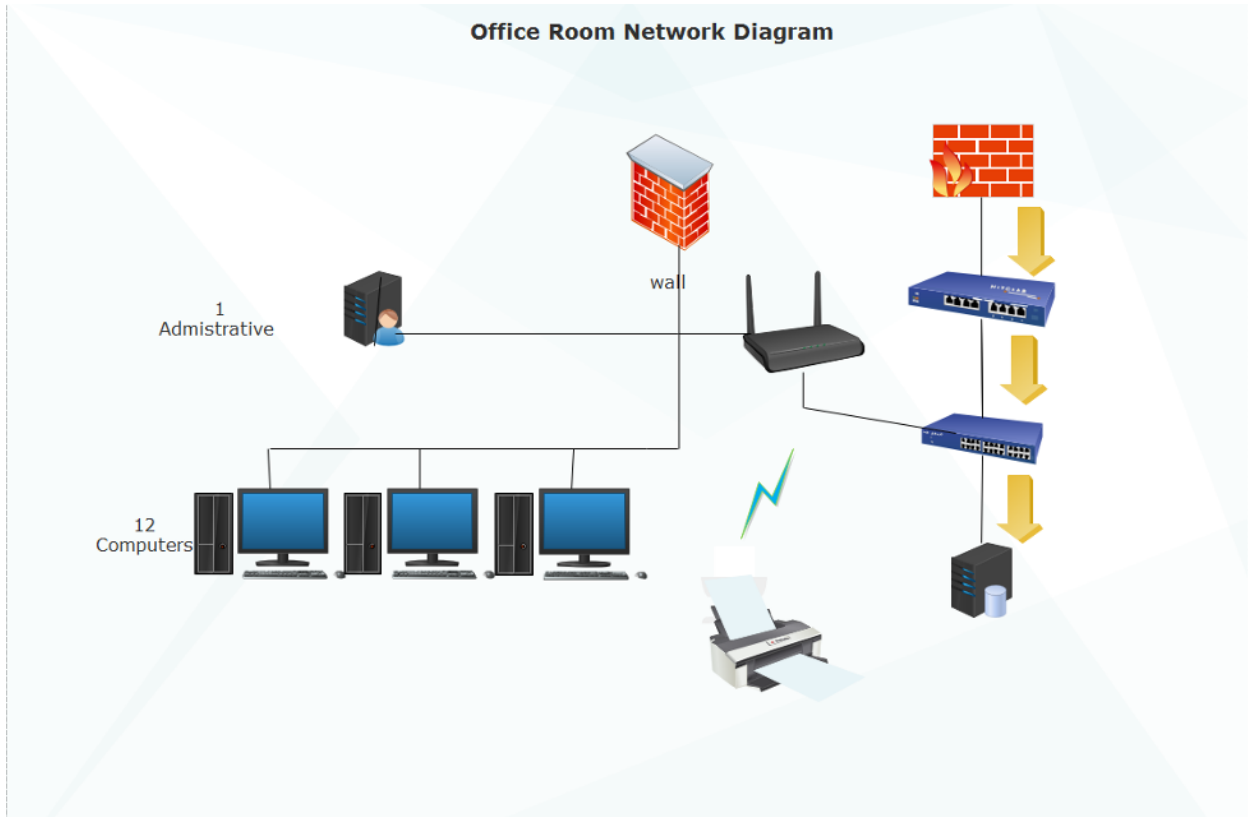 Office Room Network Diagram
wall
1
Admistrative
12
Computers